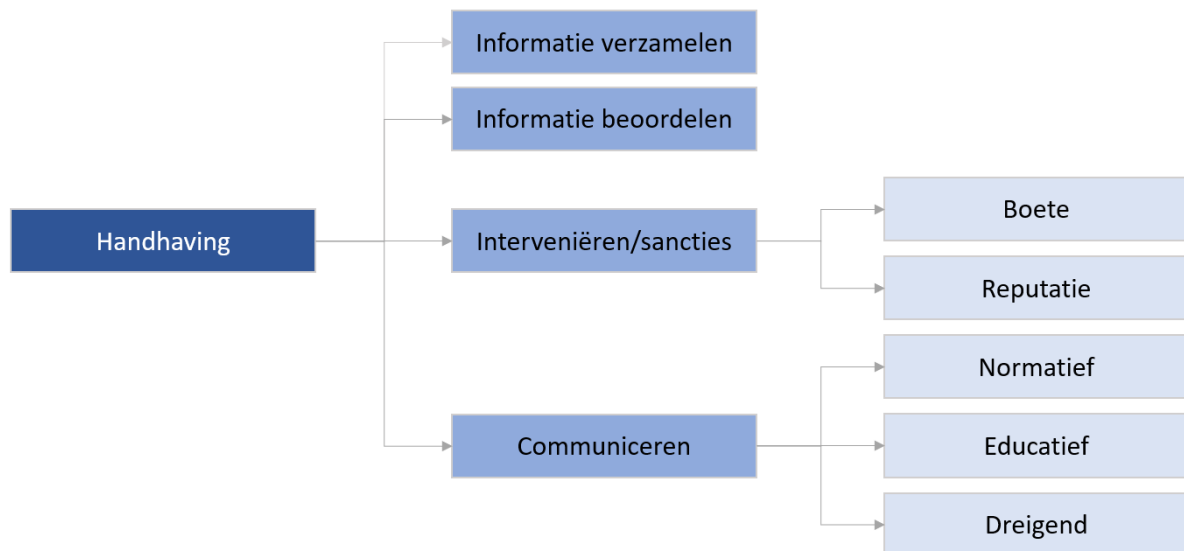 Informatie verzamelen
Informatie beoordelen
Handhaving
Interveniëren/sancties
Boete
Reputatie
Communiceren
Normatief
Educatief
Dreigend